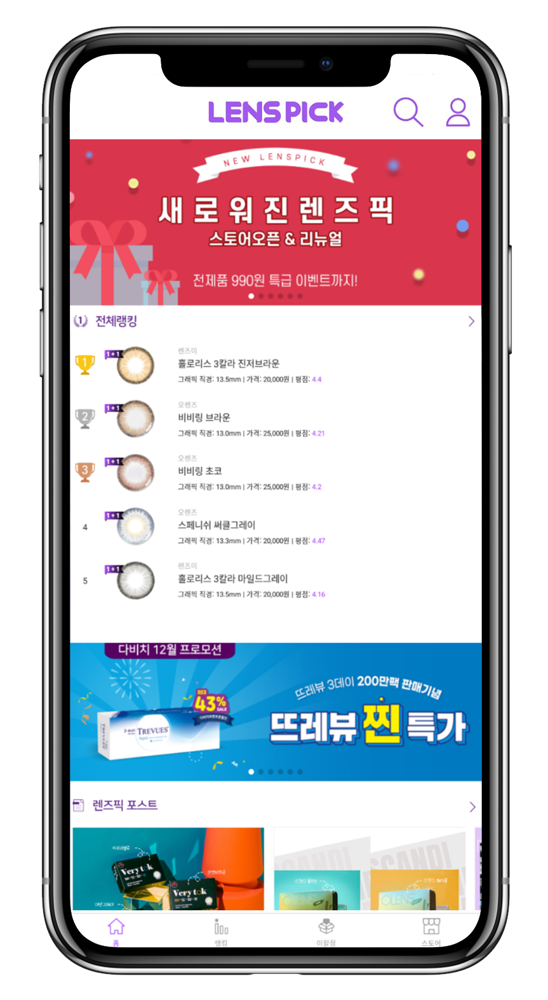 LENS PICK
NEW LENSPICK
새로워진렌즈픽
스토어오픈 & 리뉴얼
전제품 990원 특급 이벤트까지!
1 전체랭킹
1
1+1
렌즈미
홀로리스 3칼라 진저브라운
그래픽 직경: 13.5mm | 가격: 20,000원 | 평점: 4.4
2
1+1
오렌즈
비비링 브라운
그래픽 직경: 13.0mm | 가격: 25,000원 | 평점: 4.21
3
1+1
오렌즈
비비링 초코
그래픽 직경: 13.0mm | 가격: 25,000원 | 평점: 4.2
4
1+1
오렌즈
스페니쉬 써클그레이
그래픽 직경: 13.3mm | 가격: 20,000원 | 평점: 4.47
5
1+1
렌즈미
홀로리스 3칼라 마일드그레이
그래픽 직경: 13.5mm | 가격: 20,000원 | 평점: 4.16
다비치 12월 프로모션
뜨레뷰 3데이 200만팩 판매기념
뜨레뷰 찐 특가
최대
43%
SALE
TREVUES
Aqua
렌즈픽 포스트
Very tok
Very tok
SCANDI
SCANDI
OLENS
OLENS
홈
랭킹
이할정
스토어